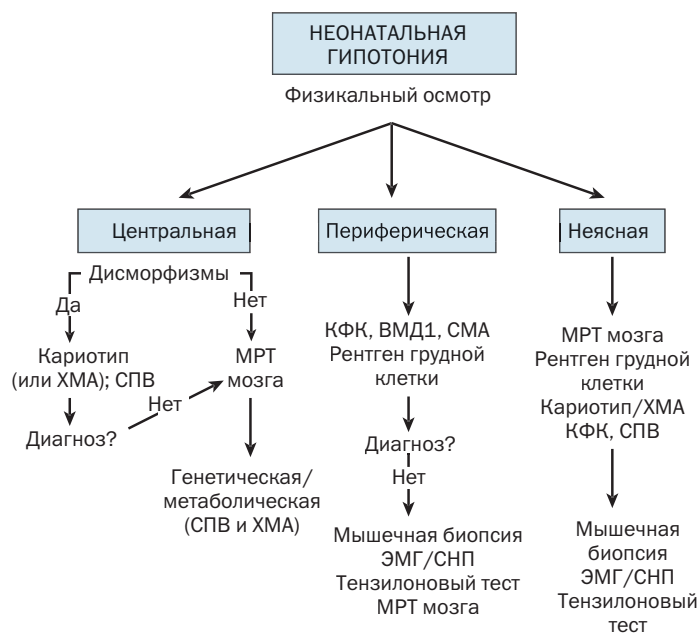 НЕОНАТАЛЬНАЯ
ГИПОТОНИЯ
Физикальный осмотр
Центральная
Периферическая
Неясная
Дисморфизмы
Да
Нет
Кариотип
(или ХМА); СПВ
Диагноз?
Нет
МРТ
мозга
Генетическая/
метаболическая
(СПВ и ХМА)
КФК, ВМД1, СМА
Рентген грудной
клетки
Диагноз?
Нет
Мышечная биопсия
ЭМГ/СНП
Тензилоновый тест
МРТ мозга
МРТ мозга
Рентген грудной
клетки
Кариотип/ХМА
КФК, СПВ
Мышечная
биопсия
ЭМГ/СНП
Тензилоновый
тест